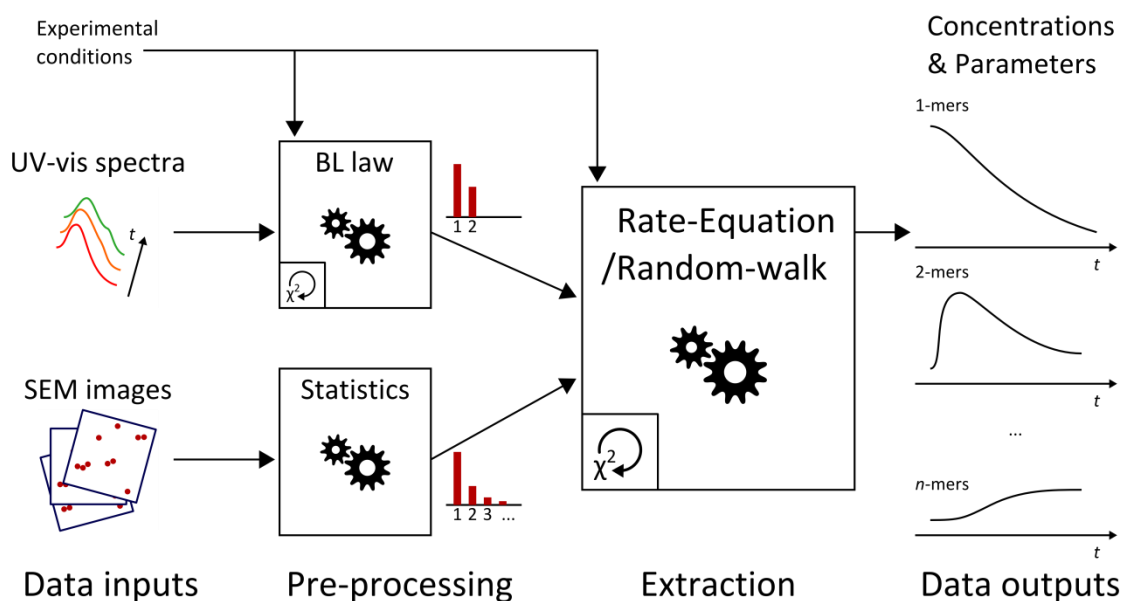 Experimental
conditions
Concentrations
& Parameters
UV-vis spectra
t
BL law
χ²
1 2
Rate-Equation
/Random-walk
χ²
1-mers
t
2-mers
t
...
n-mers
t
SEM images
Statistics
1 2 3 ...
Data inputs
Pre-processing
Extraction
Data outputs